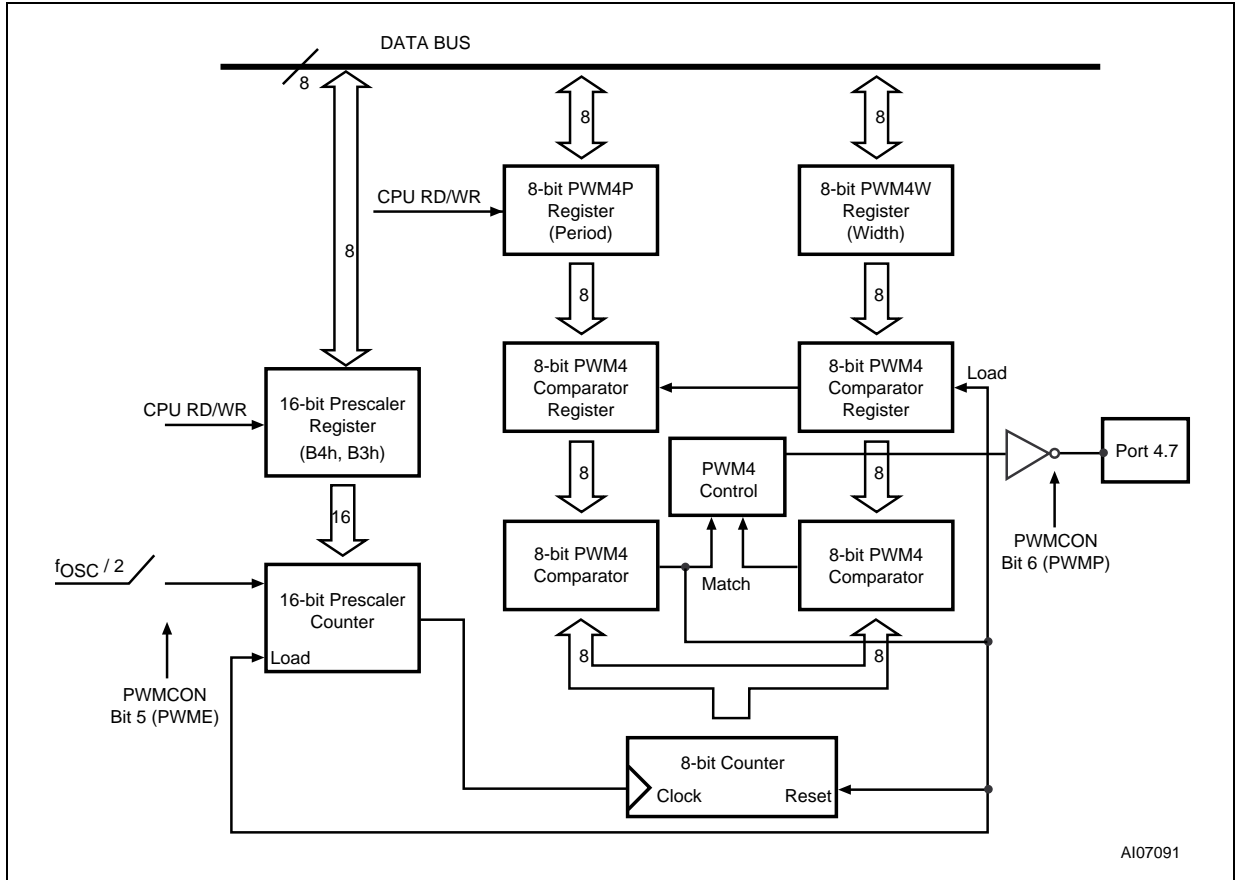 DATA BUS
8
8
8
8
CPU RD/WR
8-bit PWM4P
Register
(Period)
8-bit PWM4W
Register
(Width)
8
8
CPU RD/WR
16-bit Prescaler
Register
(B4h, B3h)
8-bit PWM4
Comparator
Register
8-bit PWM4
Comparator
Register
Load
Port 4.7
8
PWM4
Control
8
16
PWMCON
Bit 6 (PWMP)
fOSC / 2
16-bit Prescaler
Counter
Load
8-bit PWM4
Comparator
Match
8-bit PWM4
Comparator
8
8
PWMCON
Bit 5 (PWME)
8-bit Counter
Clock
Reset
AI07091